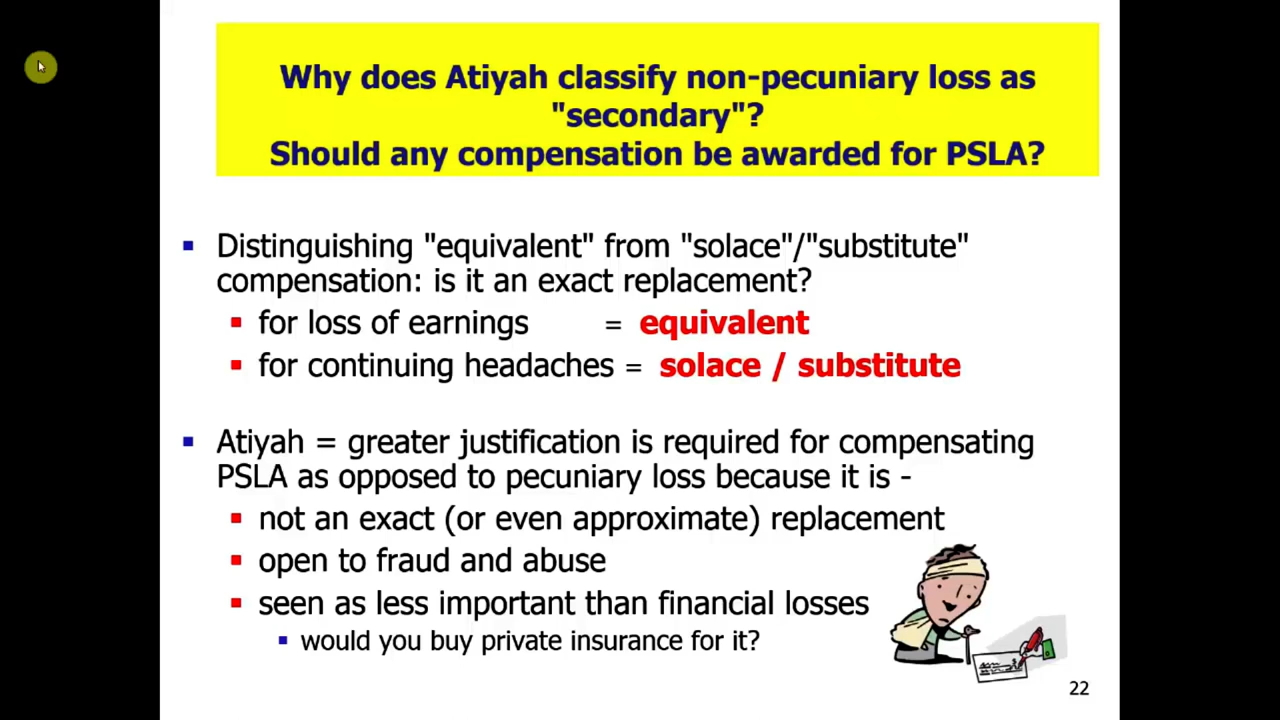 Why does Atiyah classify non-pecuniary loss as
"secondary"?
Should any compensation be awarded for PSLA?
Distinguishing "equivalent" from "solace"/"substitute"
compensation: is it an exact replacement?
for loss of earnings = equivalent
for continuing headaches = solace / substitute
Atiyah = greater justification is required for compensating
PSLA as opposed to pecuniary loss because it is -
not an exact (or even approximate) replacement
open to fraud and abuse
seen as less important than financial losses
would you buy private insurance for it?
22